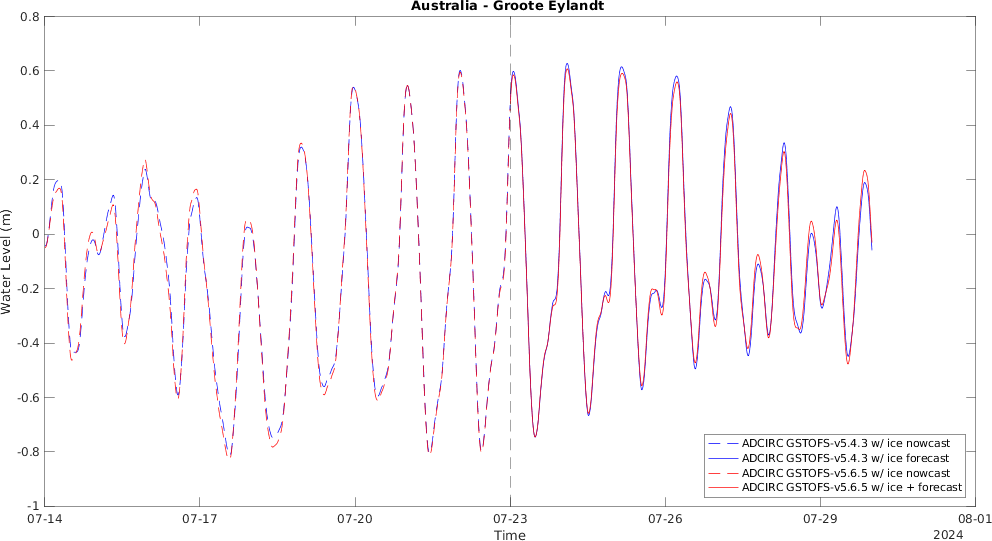 Australia - Groote Eylandt
0.8
0.6
0.4
0.2
0
-0.2
-0.4
-0.6
-0.8
-1
Water Level (m)
07-14
07-17
07-20
07-23
07-26
07-29
08-01
Time
2024
ADCIRC GSTOFS-v5.4.3 w/ ice nowcast
ADCIRC GSTOFS-v5.4.3 w/ ice forecast
ADCIRC GSTOFS-v5.6.5 w/ ice nowcast
ADCIRC GSTOFS-v5.6.5 w/ ice + forecast